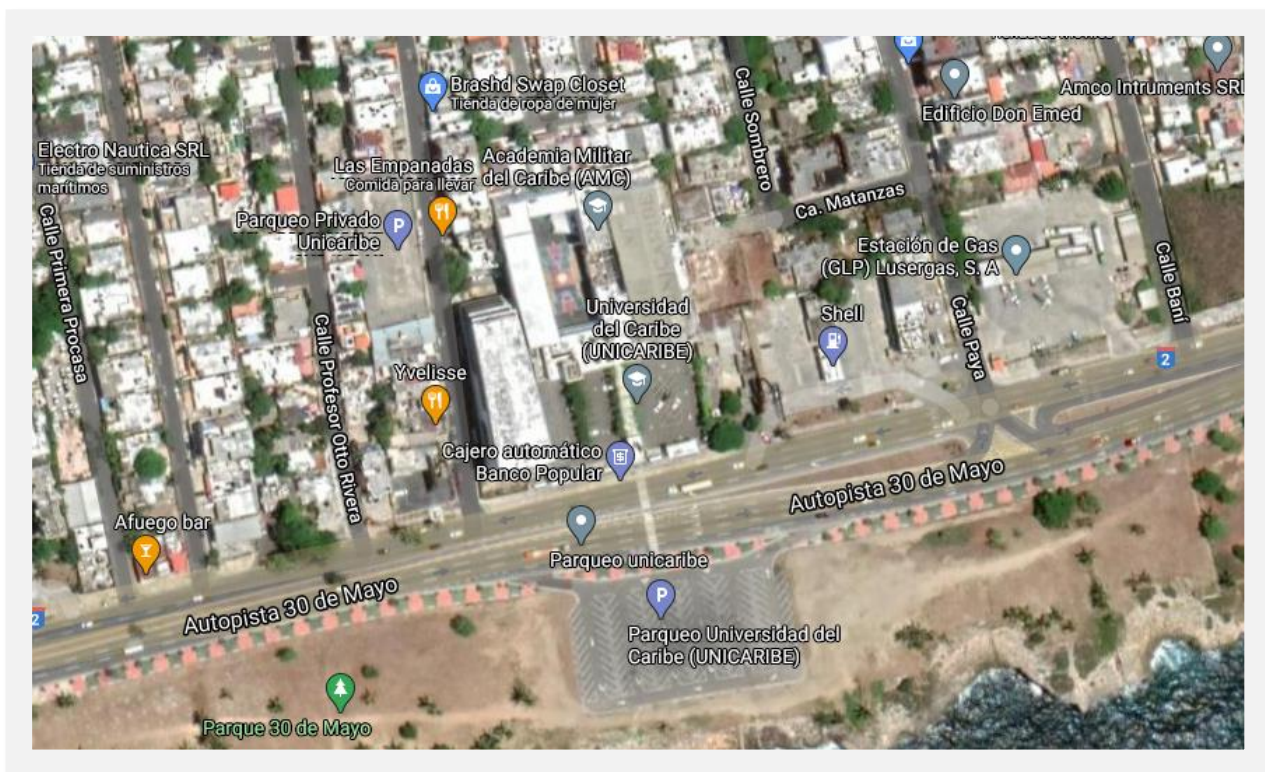 Brashd Swap Closet
Tienda de ropa de mujer
Calle Sombrero
Edificio Don Emed
Amco Intruments SRL
Electro Nautica SRL
Tienda de suministros
marítimos
Las Empanadas
Comida para llevar
Academia Militar
del Caribe (AMC)
Ca. Matanzas
Parqueo Privado
Unicaribe
P
Estación de Gas
(GLP) Lusergas, S. A
Calle Baní
Calle Primera Procasa
Calle Profesor Otto Rivera
Universidad
del Caribe
(UNICARIBE)
Shell
Calle Paya
2
Yvelisse
Cajero automático
Banco Popular
Autopista 30 de Mayo
Afuego bar
Parqueo unicaribe
Autopista 30 de Mayo
2
P
Parqueo Universidad del
Caribe (UNICARIBE)
Parque 30 de Mayo